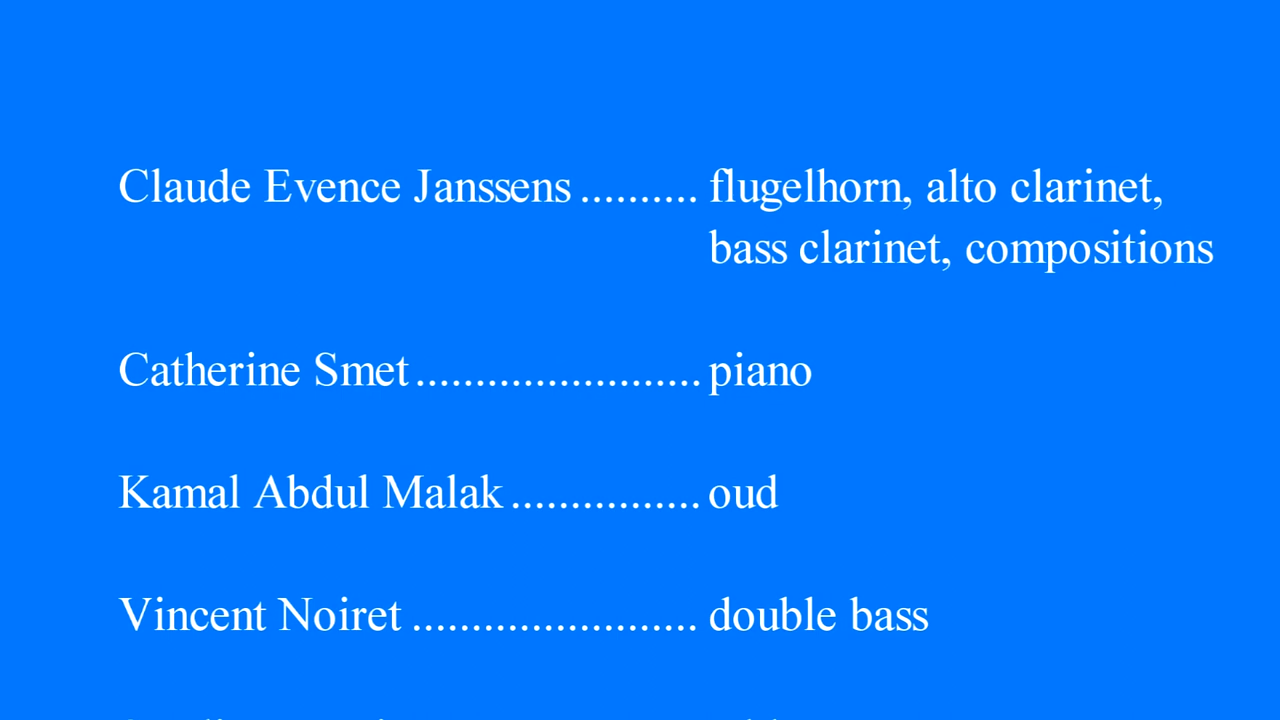 Claude Evence Janssens .......... flugelhorn, alto clarinet,
bass clarinet, compositions
Catherine Smet ........................ piano
Kamal Abdul Malak ................ oud
Vincent Noiret ........................ double bass